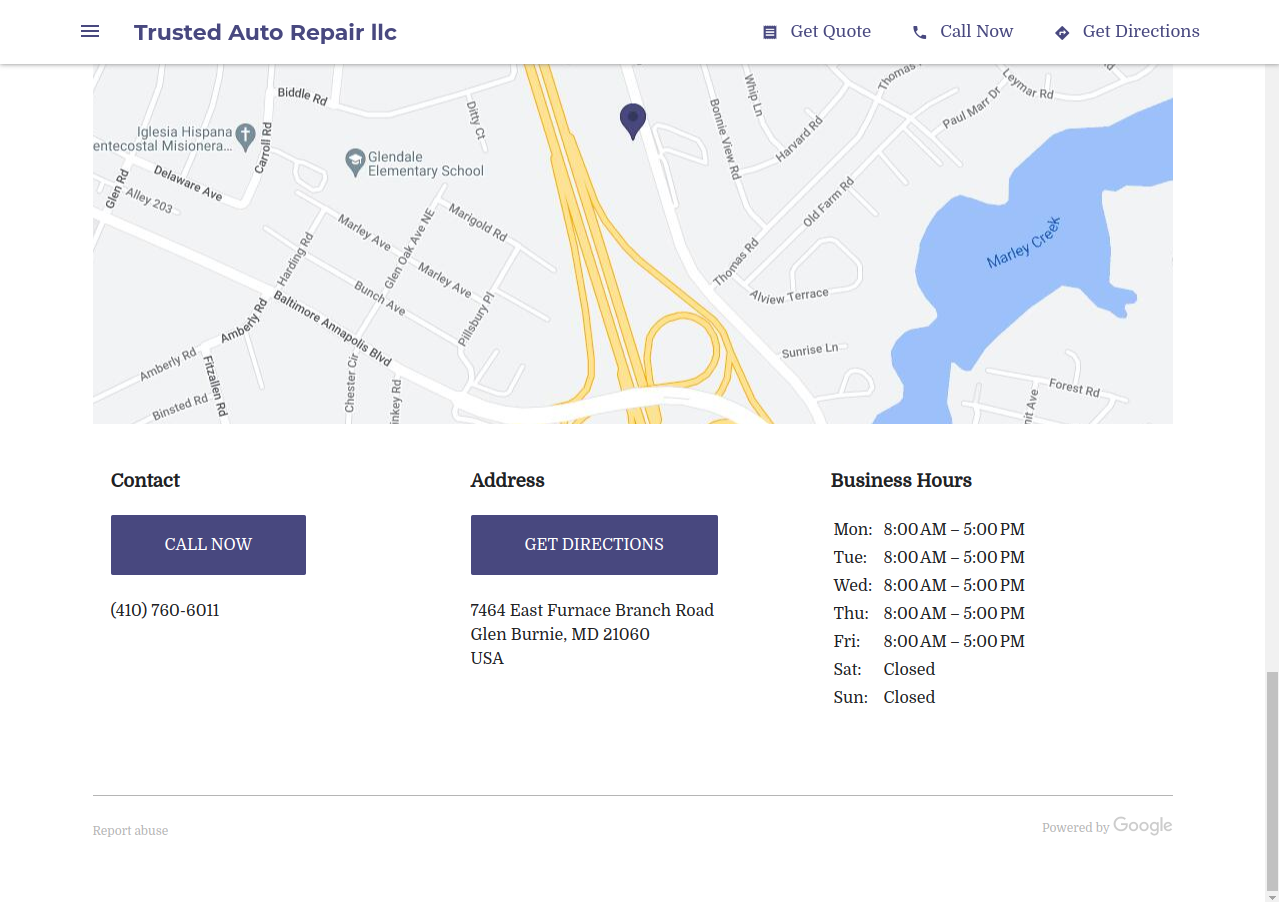 Trusted Auto Repair llc
Get Quote
Call Now
Get Directions
Biddle Rd
Ditty Ct
Whip Ln
Thomas
Leymar Rd
Paul Marr Dr
Iglesia Hispana
entecostal Misionera...
Carroll Rd
Glendale
Elementary School
Bonnie View Rd
Harvard Rd
Delaware Ave
Glen Rd
Alley 203
Marley Ave
Glen Oak Ave NE
Marigold Rd
Old Farm Rd
Marley Creek
Harding Rd
Marley Ave
Thomas Rd
Bunch Ave
Alview Terrace
Baltimore Annapolis Blvd
Amberly Rd
Pillsbury Pl
Sunrise Ln
Amberly Rd
Fitzallen Rd
Chester Cir
inkey Rd
Binsted Rd
Forest Rd
nit Ave
Contact
Address
Business Hours
CALL NOW
GET DIRECTIONS
(410) 760-6011
7464 East Furnace Branch Road
Glen Burnie, MD 21060
USA
Mon: 8:00 AM – 5:00 PM
Tue: 8:00 AM – 5:00 PM
Wed: 8:00 AM – 5:00 PM
Thu: 8:00 AM – 5:00 PM
Fri: 8:00 AM – 5:00 PM
Sat: Closed
Sun: Closed
Report abuse
Powered by Google